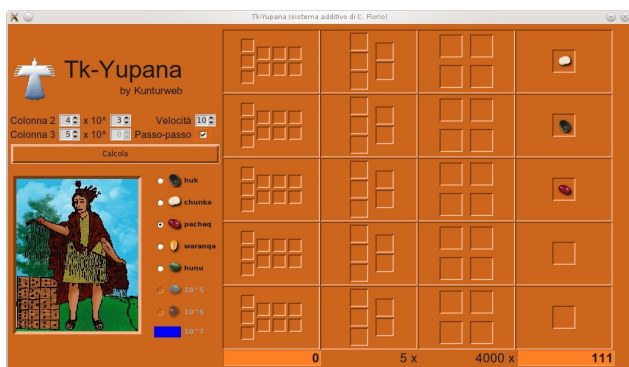 Tk-Yupana (sistema additivo di C. Florio)
Tk-Yupana
by Kunturweb
Colonna 2 4 x 10^ 3 Velocità 10
Colonna 3 5 x 10^ 0 Passo-passo
Calcola
huk
chunka
pachaq
waranqa
hunu
10^5
10^6
10^7
0 5 x 4000 x 111